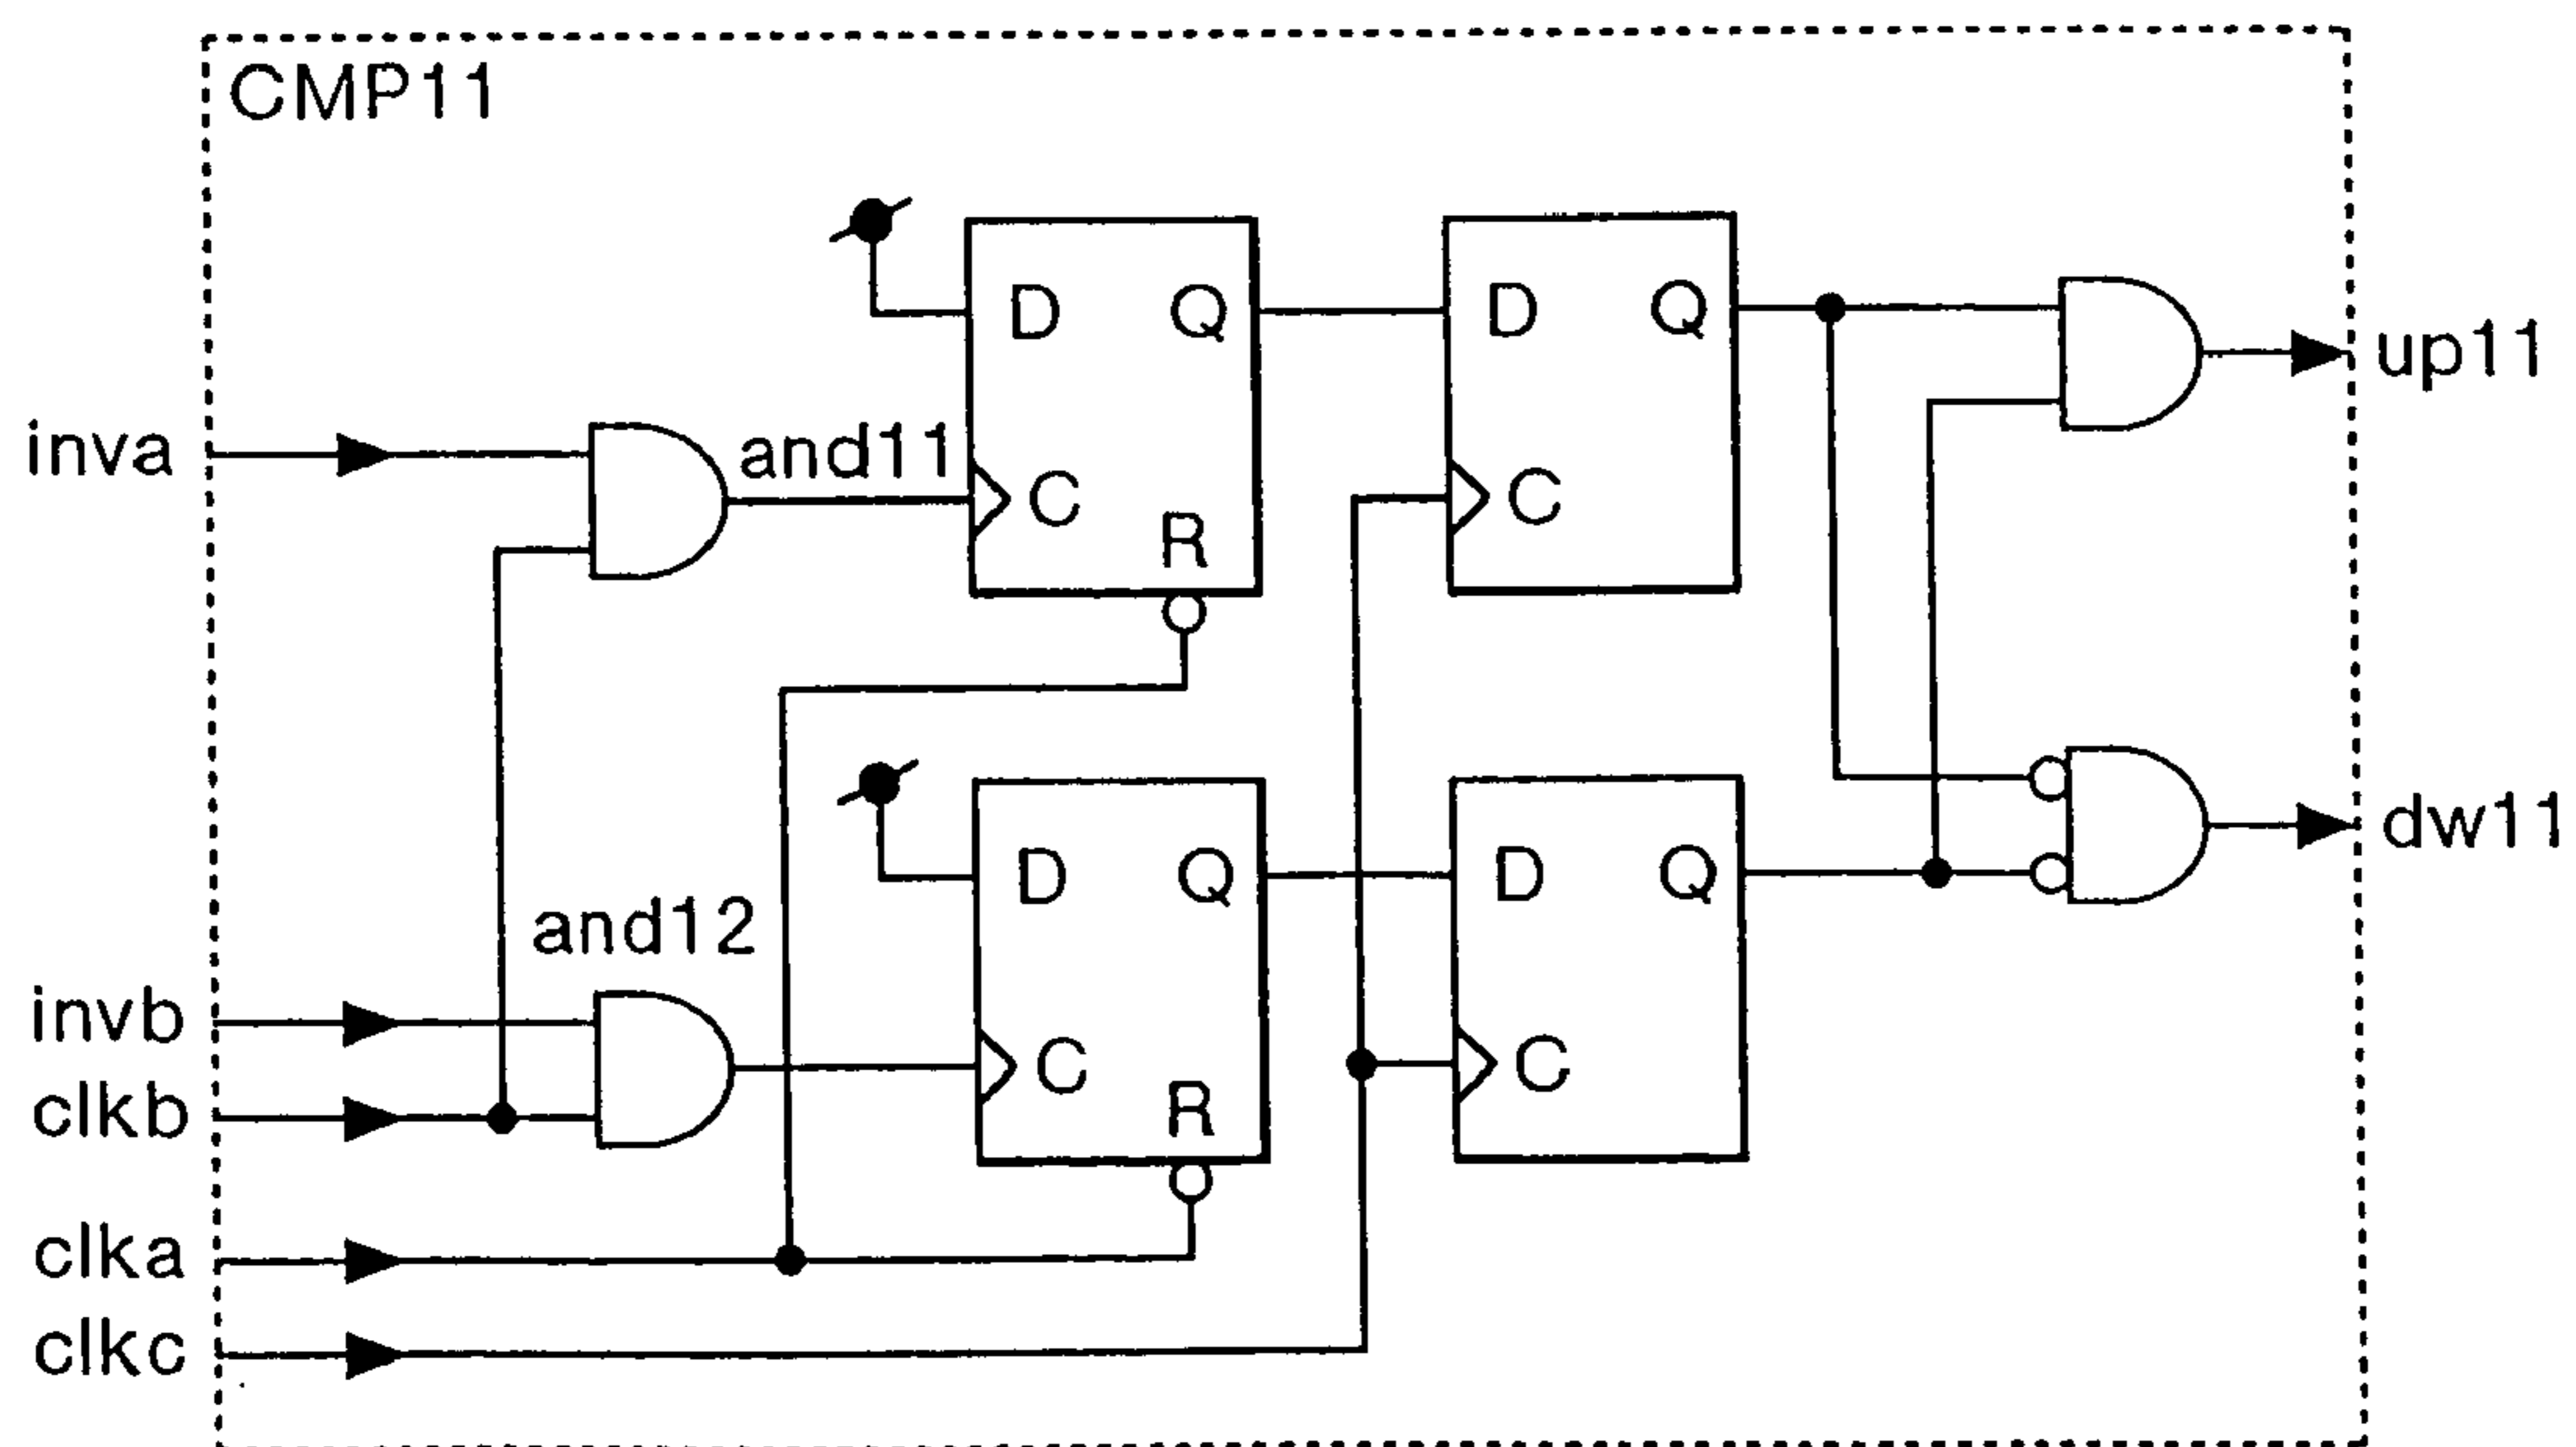 CMP11
D Q
D Q
up11
inva
and11
C
R
C
dw11
D Q
D Q
and12
invb
C
R
C
clkb
clka
clkc